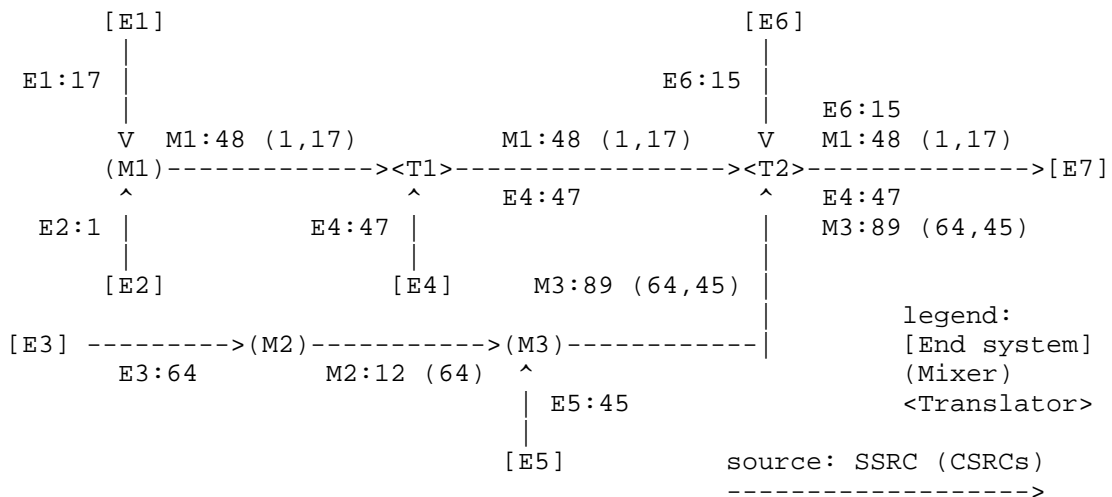 [E1] [E6]
E1:17 E6:15
E6:15
M1:48 (1,17) M1:48 (1,17) M1:48 (1,17)
(M1) <T1> <T2> [E7]
E4:47 E4:47
E2:1 E4:47 M3:89 (64,45)
[E2] [E4] M3:89 (64,45)
legend:
[E3] (M2) (M3) [End system]
E3:64 M2:12 (64) (Mixer)
E5:45 <Translator>
[E5] source: SSRC (CSRCs)